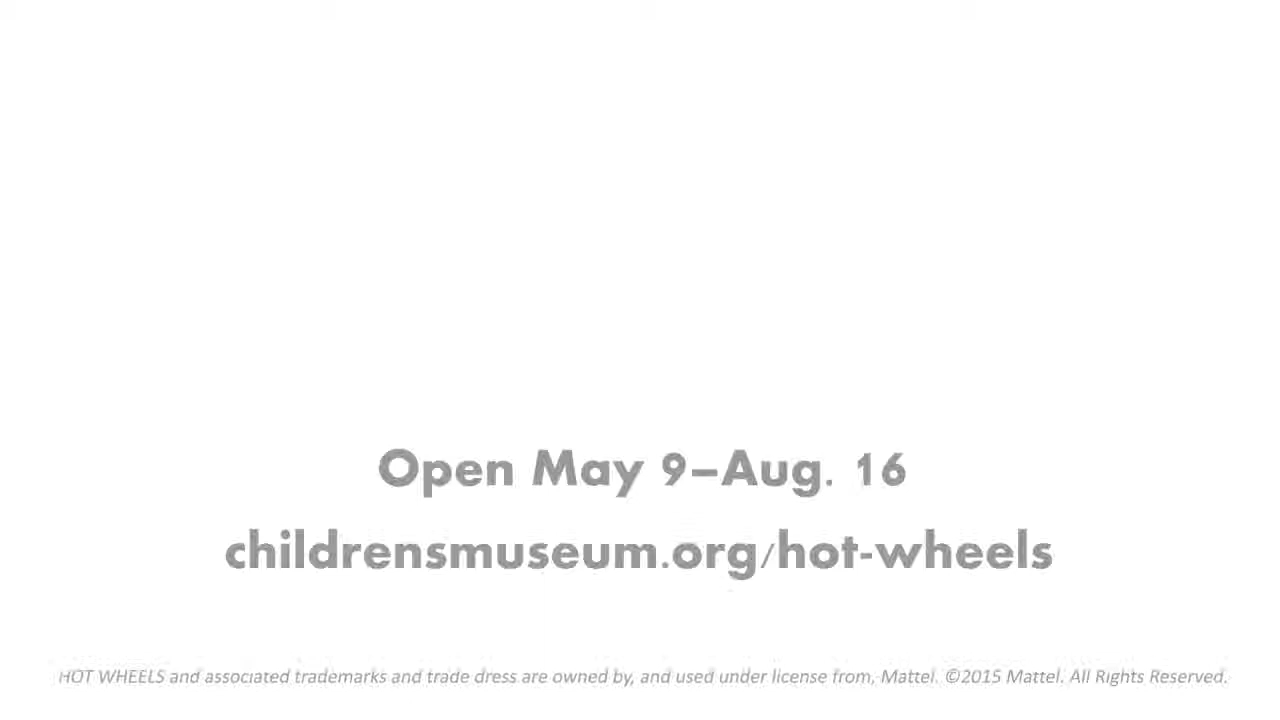 Open May 9–Aug. 16
childrensmuseum.org/hot-wheels
HOT WHEELS and associated trademarks and trade dress are owned by, and used under license from, Mattel. ©2015 Mattel. All Rights Reserved.